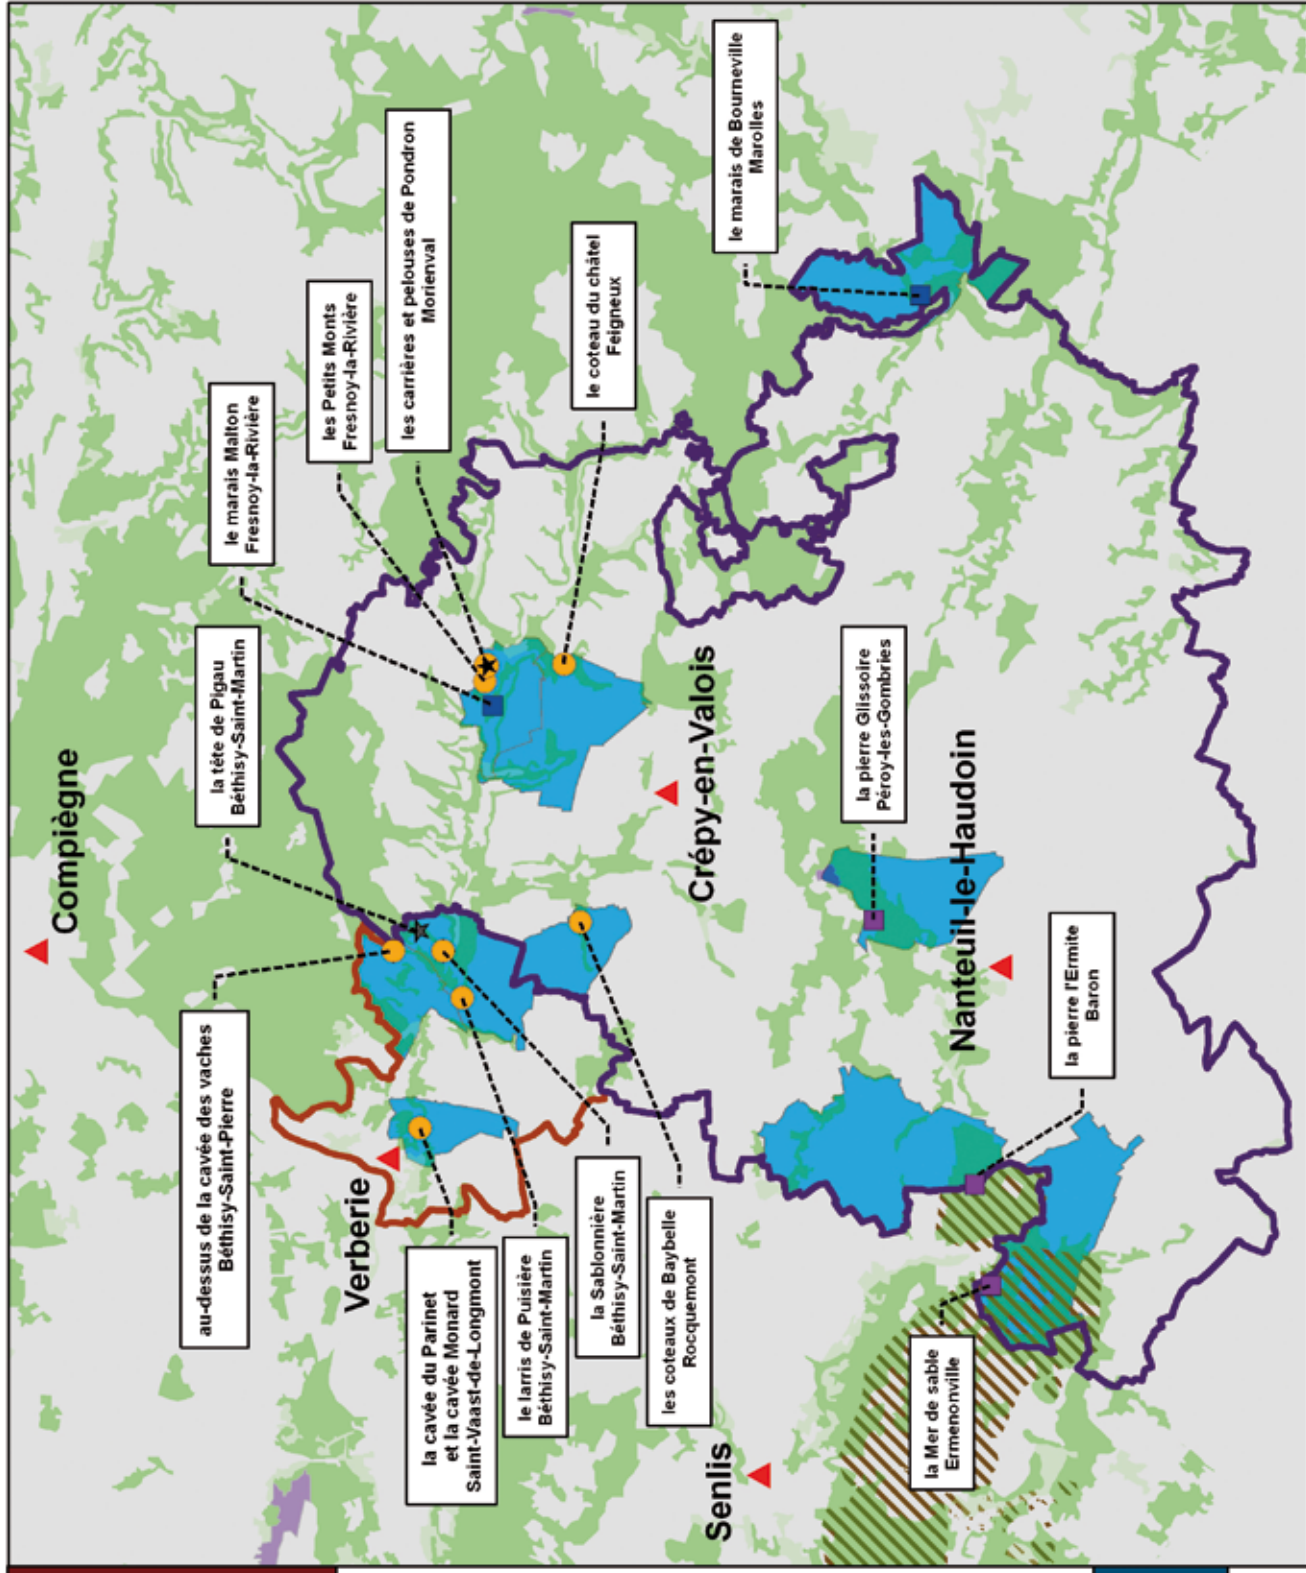 Compiègne
le marais Malton
Fresnoy-la-Rivière
la tête de Pigau
Béthisy-Saint-Martin
au-dessus de la cavée des vaches
Béthisy-Saint-Pierre
les Petits Monts
Fresnoy-la-Rivière
les carrières et pelouses de Pondron
Morienval
Verberie
la cavée du Parinet
et la cavée Monard
Saint-Vaast-de-Longmont
le larris de Puisière
Béthisy-Saint-Martin
la Sablonnière
Béthisy-Saint-Martin
le coteau du châtel
Feigneux
les coteaux de Baybelle
Rocquemont
Crépy-en-Valois
Senlis
le marais de Bourneville
Marolles
la pierre Glissoire
Péroy-les-Gombries
la Mer de sable
Ermenonville
Nanteuil-le-Haudoin
la pierre l'Ermite
Baron